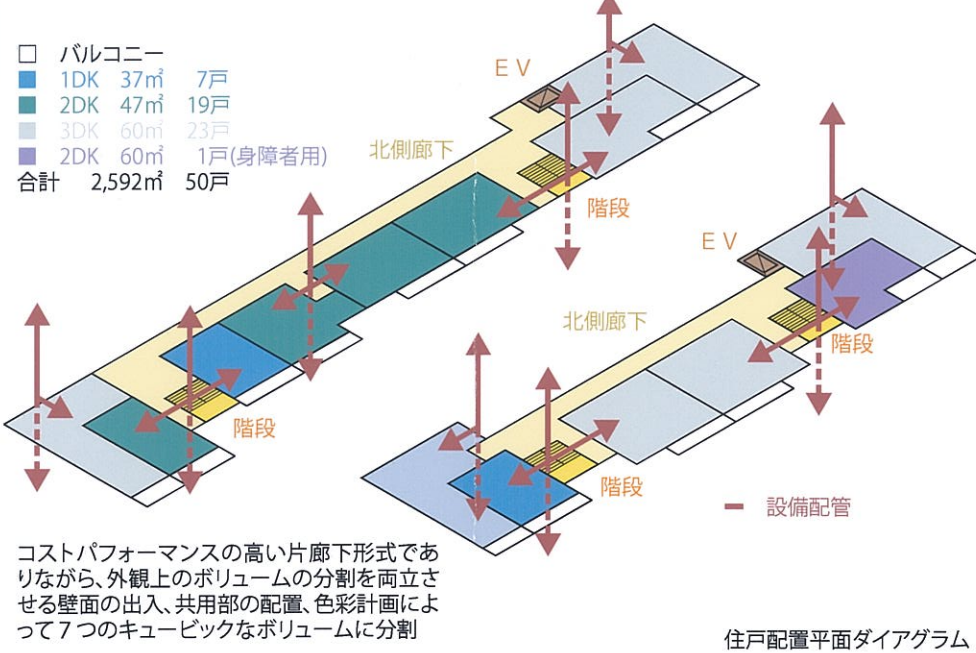 バルコニー
1DK 37㎡ 7戸
2DK 47㎡ 19戸
3DK 60㎡ 23戸
2DK 60㎡ 1戸(身障者用)
合計 2,592㎡ 50戸
EV
北側廊下
階段
階段
EV
北側廊下
階段
階段
設備配管
コストパフォーマンスの高い片廊下形式であ
りながら、外観上のボリュームの分割を両立さ
せる壁面の出入、共用部の配置、色彩計画によ
って7つのキュービックなボリュームに分割
住戸配置平面ダイアグラム